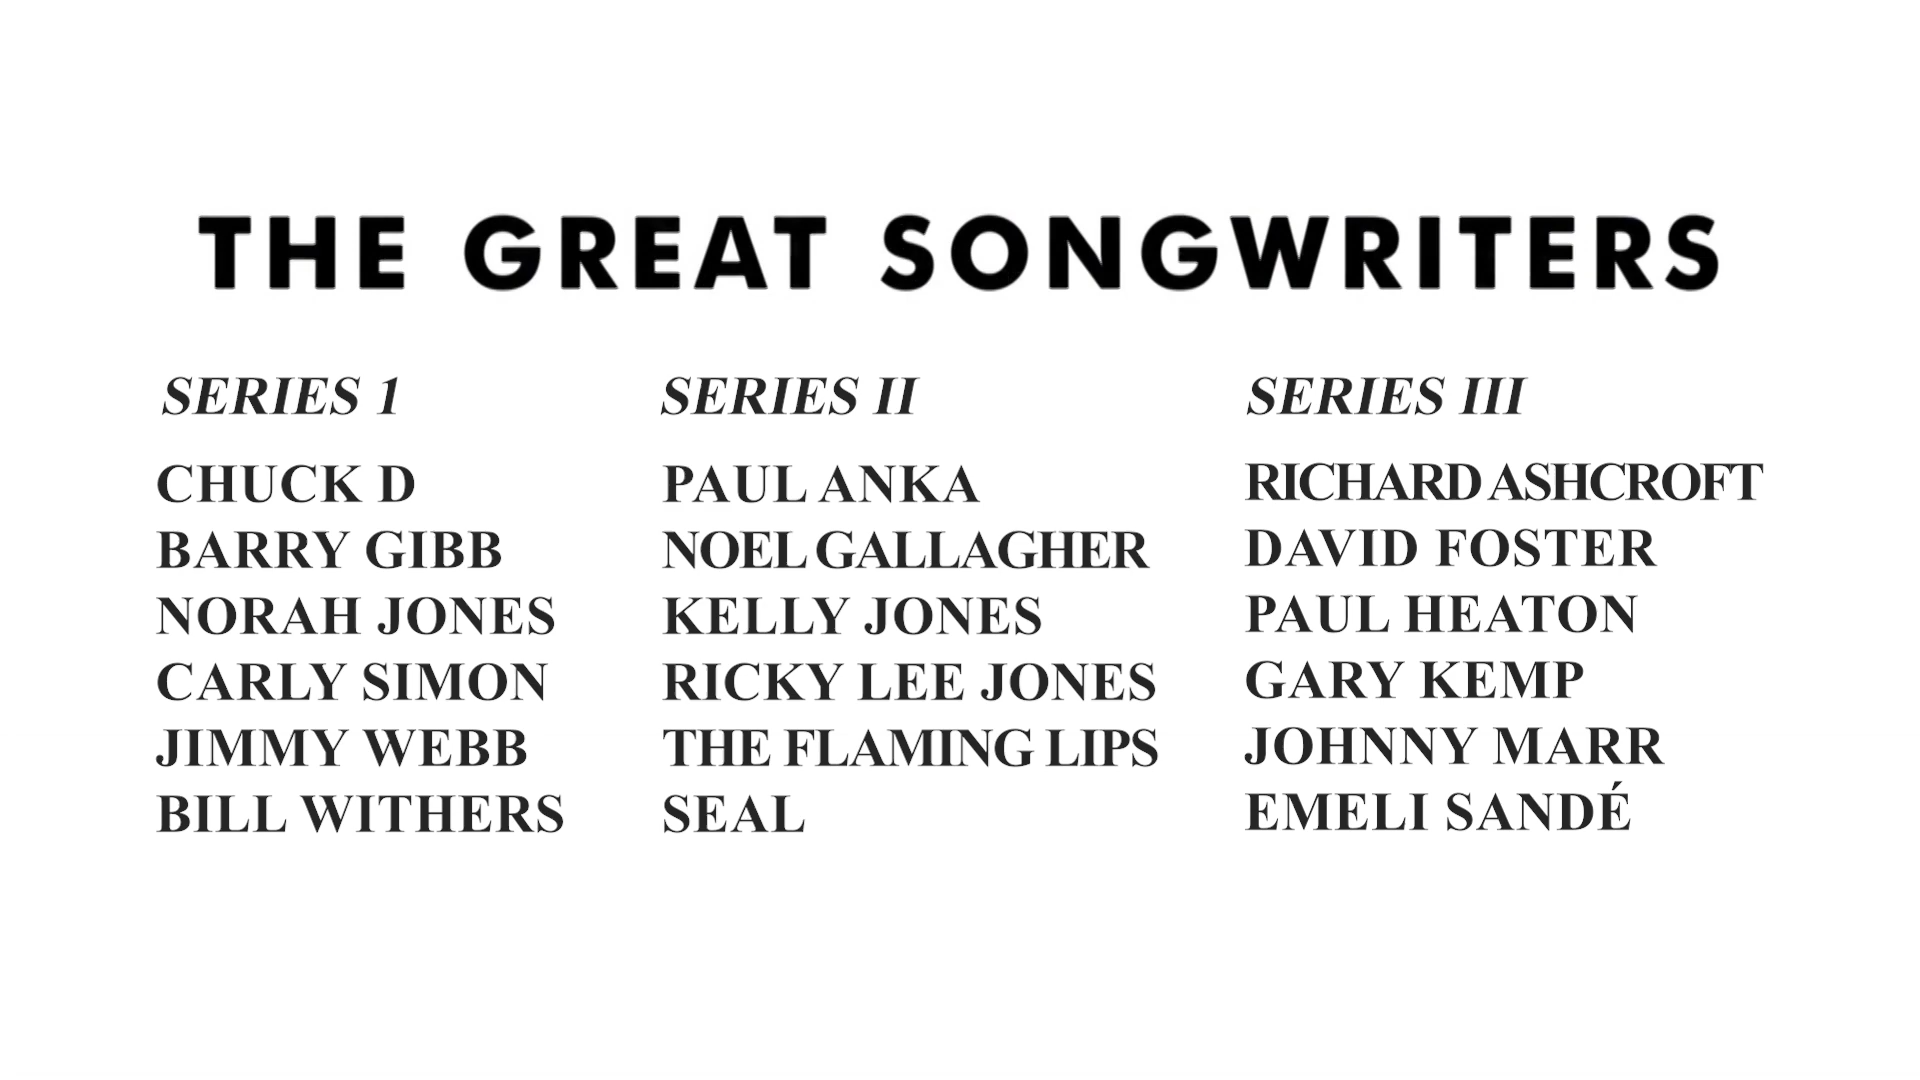 THE GREAT SONGWRITERS
SERIES 1
CHUCK D
BARRY GIBB
NORAH JONES
CARLY SIMON
JIMMY WEBB
BILL WITHERS
SERIES II
PAUL ANKA
NOEL GALLAGHER
KELLY JONES
RICKY LEE JONES
THE FLAMING LIPS
SEAL
SERIES III
RICHARD ASHCROFT
DAVID FOSTER
PAUL HEATON
GARY KEMP
JOHNNY MARR
EMELI SANDÉ